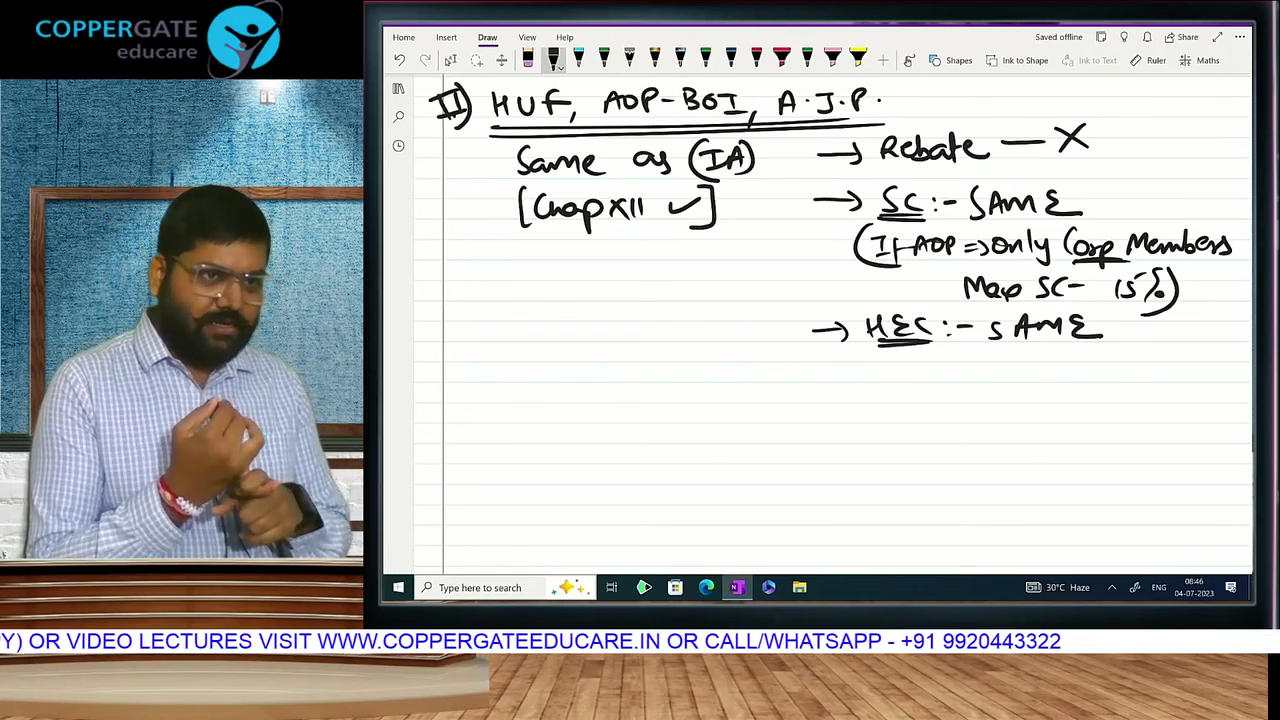 COPPERGATE
educare
Home Insert Draw View Help
Saved offline Share
Shapes Ink to Shape Ink to Text Ruler Maths
II) HUF, AOP-BOI, A.J.P.
Same as (IA)
[Chap XII ✓]
→ Rebate — X
→ SC :- SAME
(If AOP => only Corp Members
Max SC - 15%)
→ HEC :- SAME
Type here to search
30°C Haze
ENG
08:46
04-07-2023
Y) OR VIDEO LECTURES VISIT WWW.COPPERGATEEDUCARE.IN OR CALL/WHATSAPP - +91 9920443322